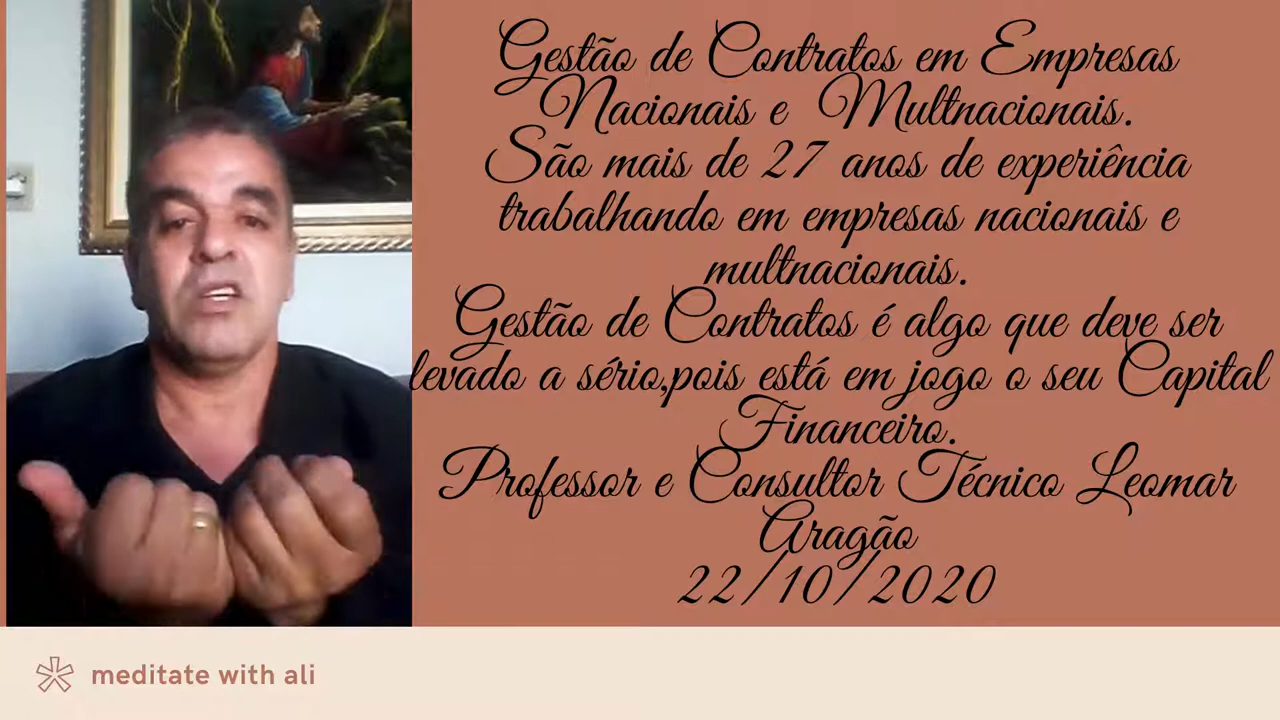 Gestão de Contratos em Empresas
Nacionais e Multnacionais.
São mais de 27 anos de experiência
trabalhando em empresas nacionais e
multnacionais.
Gestão de Contratos é algo que deve ser
levado a sério,pois está em jogo o seu Capital
Financeiro.
Professor e Consultor Técnico Leomar
Aragão
22/10/2020
meditate with ali